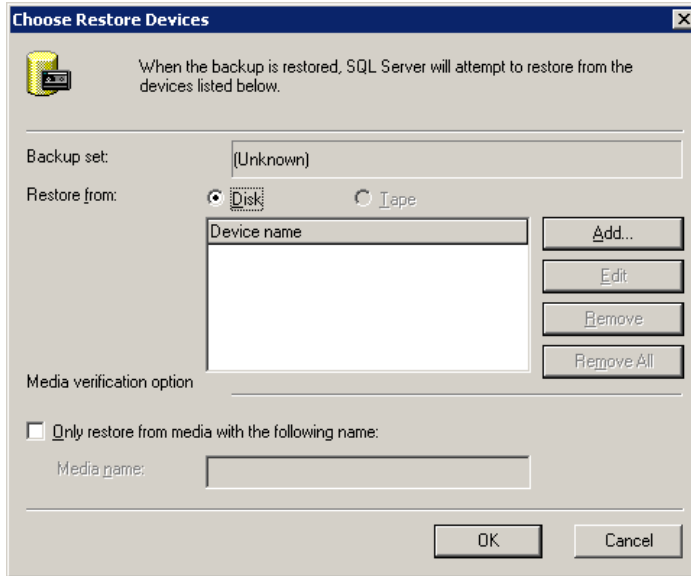 Choose Restore Devices
When the backup is restored, SQL Server will attempt to restore from the
devices listed below.
Backup set: (Unknown)
Restore from: Disk Tape
Device name
Add...
Edit
Remove
Remove All
Media verification option
Only restore from media with the following name:
Media name:
OK Cancel